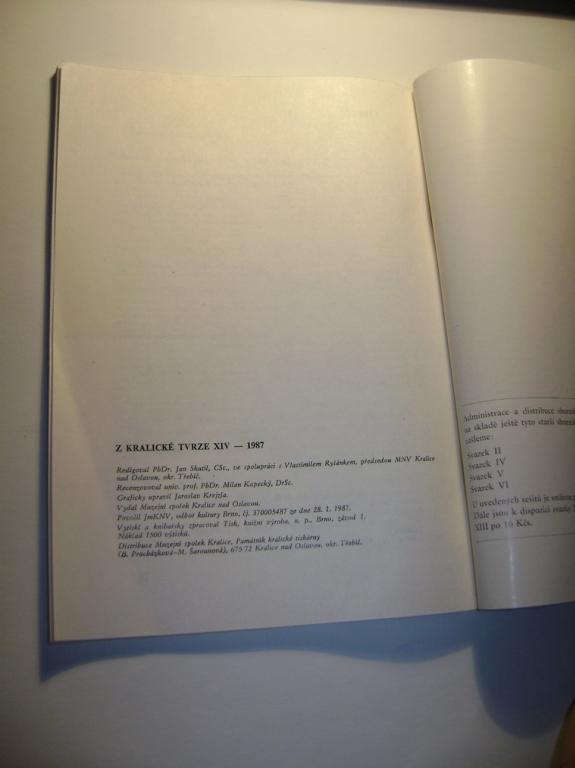 Z KRALICKÉ TVRZE XIV — 1987
Redigoval PhDr. Jan Skutil, CSc., ve spolupráci s Vlastimilem Rylánkem, předsedou MNV Kralice
nad Oslavou, okr. Třebíč.
Recenzoval univ. prof. PhDr. Milan Kopecký, DrSc.
Graficky upravil Jaroslav Krejzla.
Vydal Muzejní spolek Kralice nad Oslavou.
Povolil JmKNV, odbor kultury Brno, čj. 370005487 ze dne 28. 1. 1987.
Vytiskl a knihařsky zpracoval Tisk, knižní výroba, n. p., Brno, závod 1.
Náklad 1500 výtisků.
Distribuce Muzejní spolek Kralice, Památník kralické tiskárny
(B. Procházková—M. Šaroanová), 675 72 Kralice nad Oslavou, okr. Třebíč.
Administrace a distribuce
na skladě ještě tyto starší
zašleme:
Svazek II
Svazek IV
Svazek V
Svazek VI
U uvedených sešitů je
Dále jsou k dispozici svazky
XIII po 16 Kčs.